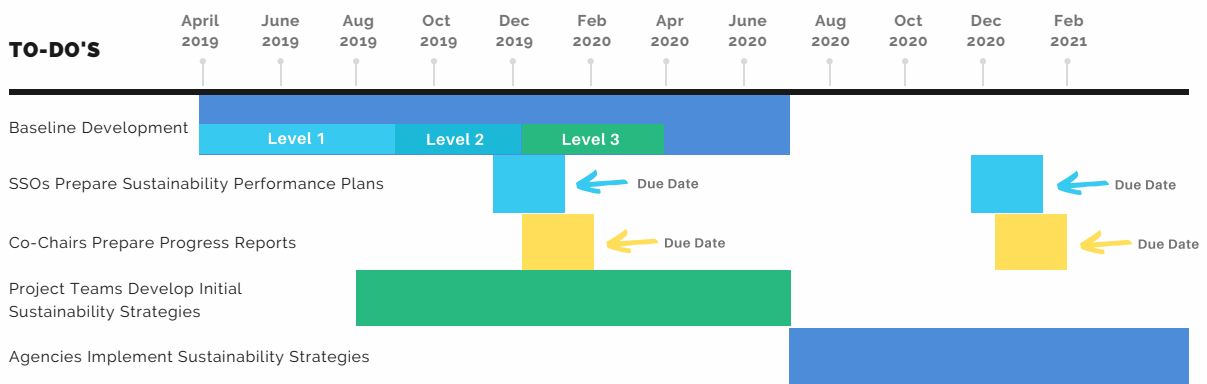 April June Aug Oct Dec Feb Apr June Aug Oct Dec Feb
2019 2019 2019 2019 2019 2020 2020 2020 2020 2020 2020 2021
TO-DO'S
Baseline Development
Level 1 Level 2 Level 3
SSOs Prepare Sustainability Performance Plans Due Date Due Date
Co-Chairs Prepare Progress Reports Due Date Due Date
Project Teams Develop Initial
Sustainability Strategies
Agencies Implement Sustainability Strategies